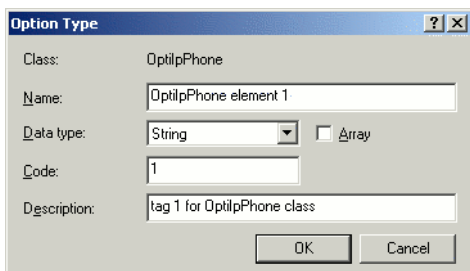 Option Type
Class: OptiIpPhone
Name: OptiIpPhone element 1
Data type: String Array
Code: 1
Description: tag 1 for OptiIpPhone class
OK Cancel